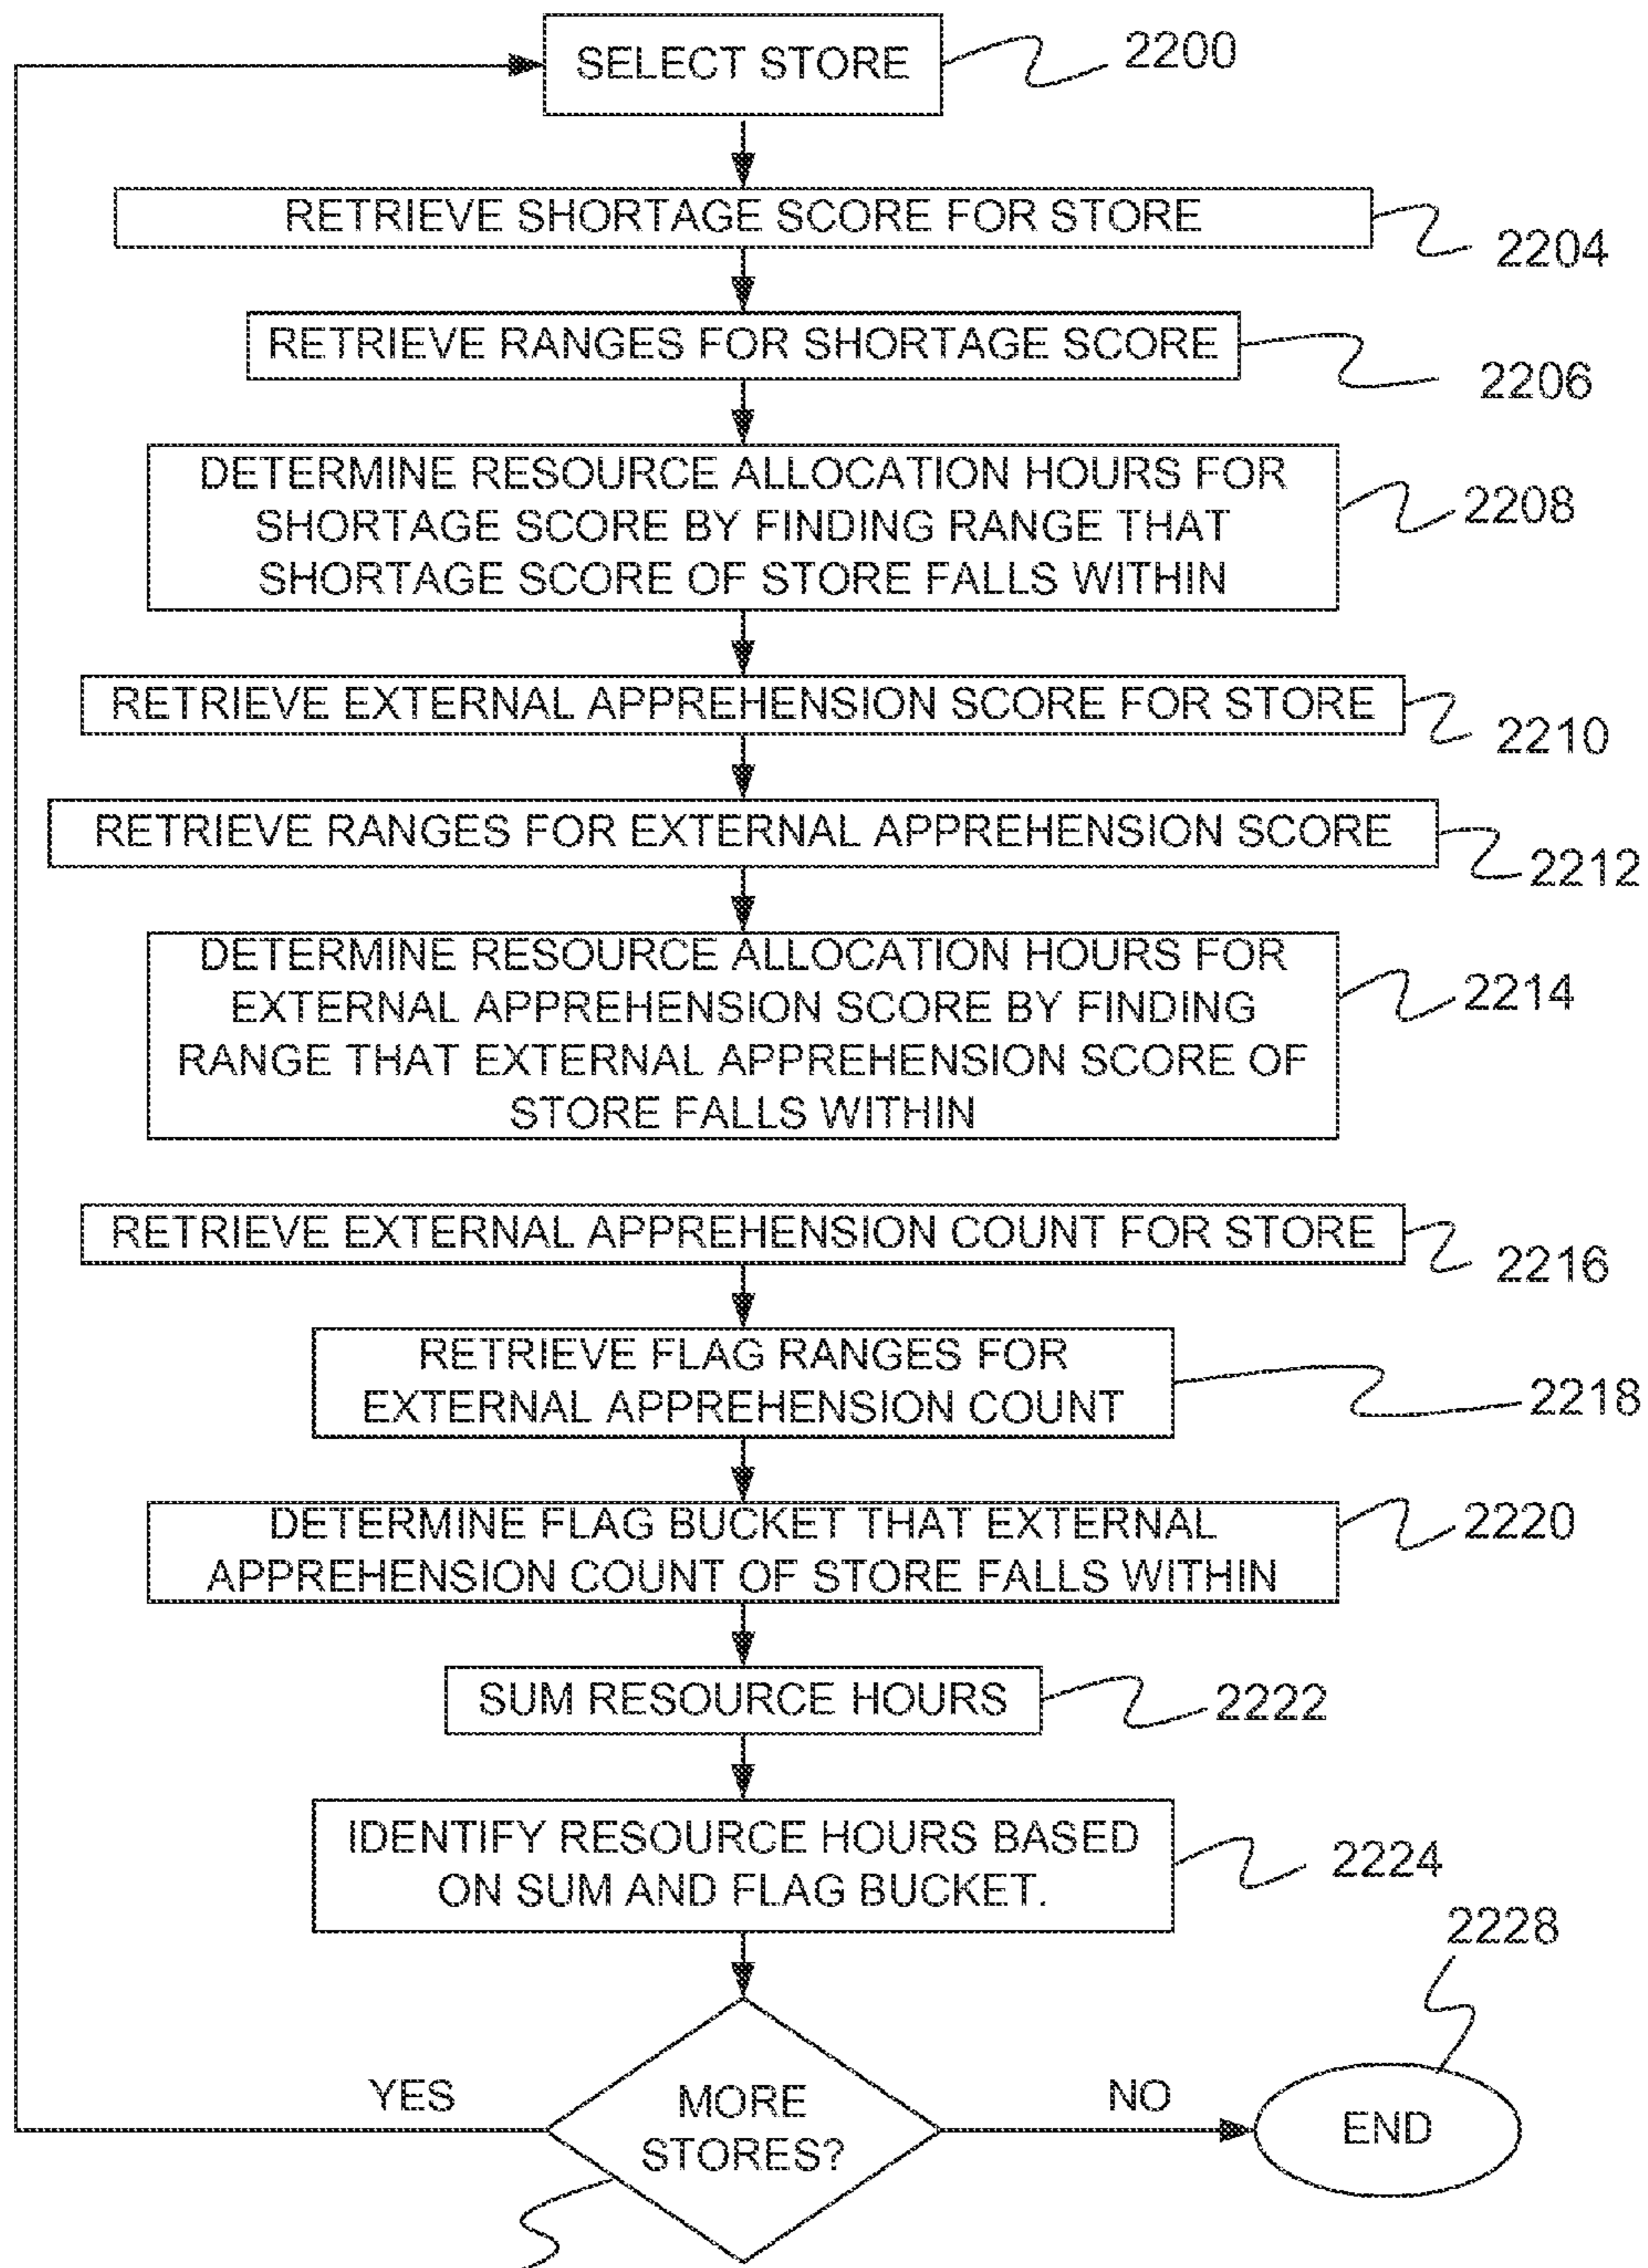 SELECT STORE
2200
RETRIEVE SHORTAGE SCORE FOR STORE
2204
RETRIEVE RANGES FOR SHORTAGE SCORE
2206
DETERMINE RESOURCE ALLOCATION HOURS FOR
SHORTAGE SCORE BY FINDING RANGE THAT
SHORTAGE SCORE OF STORE FALLS WITHIN
2208
RETRIEVE EXTERNAL APPREHENSION SCORE FOR STORE
2210
RETRIEVE RANGES FOR EXTERNAL APPREHENSION SCORE
2212
DETERMINE RESOURCE ALLOCATION HOURS FOR
EXTERNAL APPREHENSION SCORE BY FINDING
RANGE THAT EXTERNAL APPREHENSION SCORE OF
STORE FALLS WITHIN
2214
RETRIEVE EXTERNAL APPREHENSION COUNT FOR STORE
2216
RETRIEVE FLAG RANGES FOR
EXTERNAL APPREHENSION COUNT
2218
DETERMINE FLAG BUCKET THAT EXTERNAL
APPREHENSION COUNT OF STORE FALLS WITHIN
2220
SUM RESOURCE HOURS
2222
IDENTIFY RESOURCE HOURS BASED
ON SUM AND FLAG BUCKET.
2224
2228
YES
MORE
STORES?
NO
END